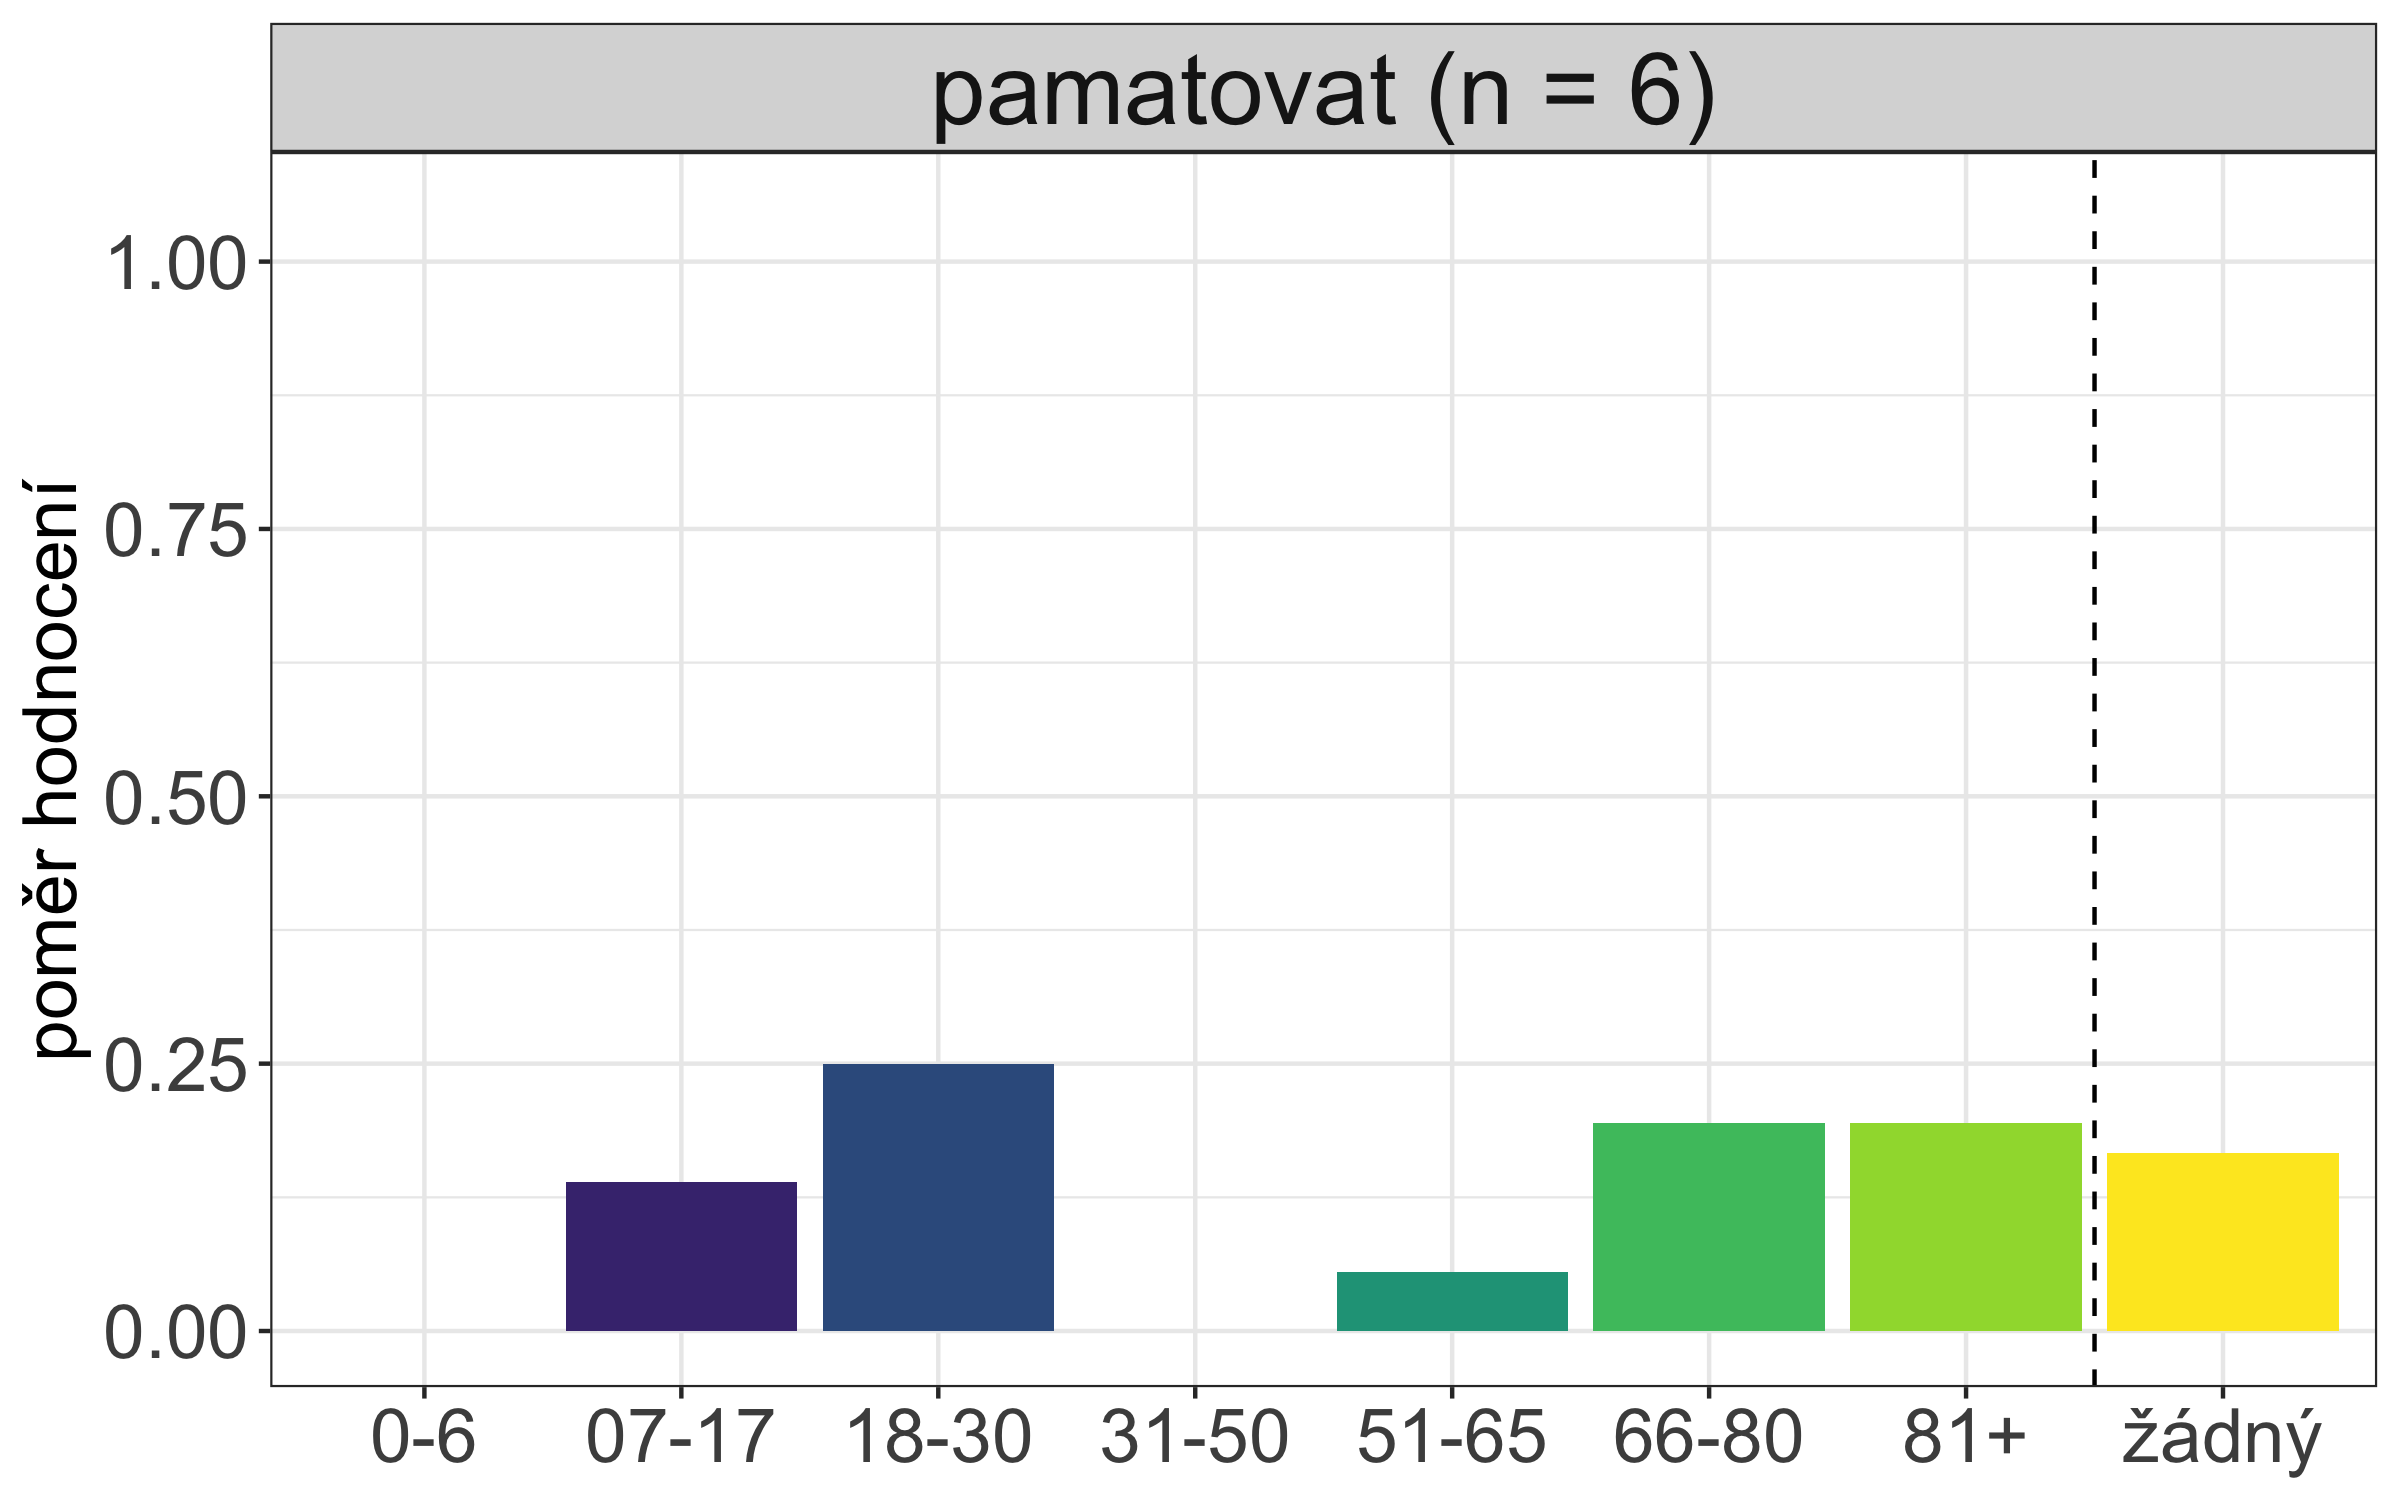 pamatovat (n = 6)
poměr hodnocení
1.00
0.75
0.50
0.25
0.00
0-6 07-17 18-30 31-50 51-65 66-80 81+ žádný